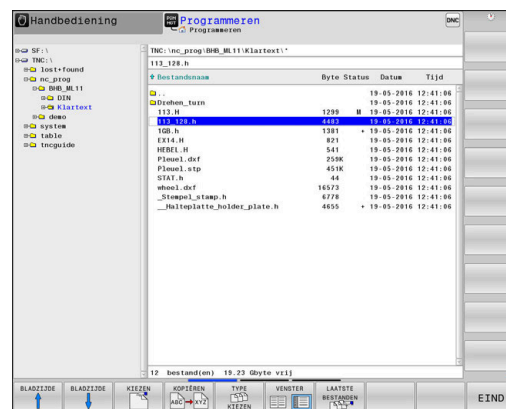 Handbediening
PGM
MGT
Programmeren
Programmeren
DNC
SF:\
TNC:\
lost+found
nc_prog
BHB_ML11
DIN
Klartext
demo
system
table
tncguide
TNC:\nc_prog\BHB_ML11\Klartext\*
113_128.h
Bestandsnaam Byte Status Datum Tijd
.. 19-05-2016 12:41:06
Drehen_turn 19-05-2016 12:41:06
113.H 1299 M 19-05-2016 12:41:06
113_128.h 4403 19-05-2016 12:41:06
1GB.h 1381 + 19-05-2016 12:41:06
EX14.H 821 19-05-2016 12:41:06
HEBEL.H 541 19-05-2016 12:41:06
Pleuel.dxf 259K 19-05-2016 12:41:06
Pleuel.stp 451K 19-05-2016 12:41:06
STAT.h 44 19-05-2016 12:41:06
wheel.dxf 16573 19-05-2016 12:41:06
_Stempel_stamp.h 6778 19-05-2016 12:41:06
__Halteplatte_holder_plate.h 4655 + 19-05-2016 12:41:06
12 bestand(en) 19.23 Gbyte vrij
BLADZIJDE
BLADZIJDE
KIEZEN
KOPIËREN
ABC XYZ
TYPE
KIEZEN
VENSTER
LAATSTE
BESTANDEN
EIND